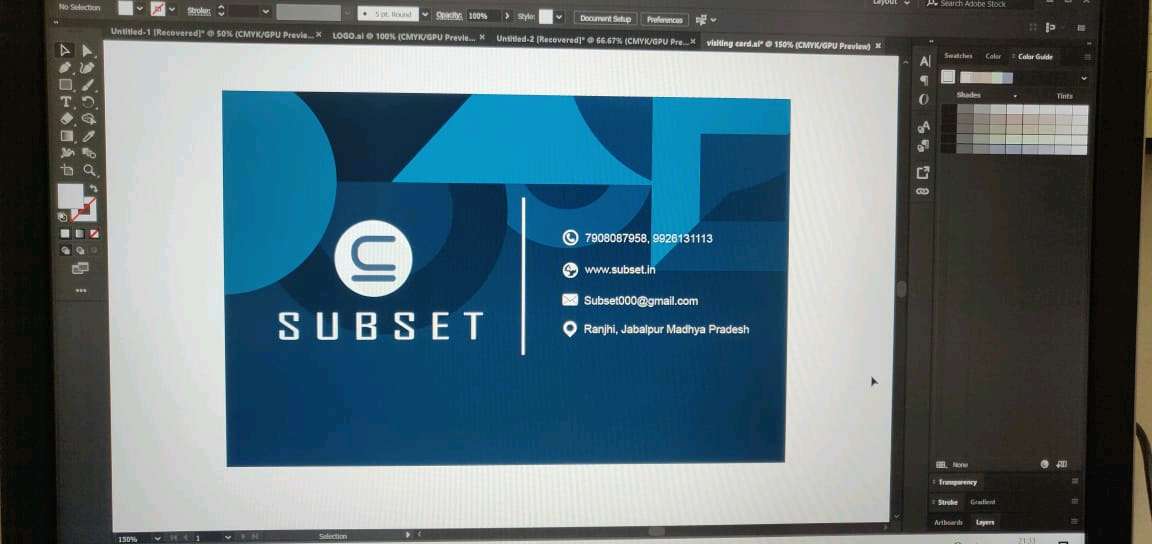 No Selection
Stroke:
5 pt. Round
Opacity: 100%
Style:
Document Setup
Preferences
Layout
Search Adobe Stock
Untitled-1 [Recovered]* @ 50% (CMYK/GPU Previe...
LOGO.ai @ 100% (CMYK/GPU Previe...
Untitled-2 [Recovered]* @ 66.67% (CMYK/GPU Pre...
visiting card.ai* @ 150% (CMYK/GPU Preview)
Swatches
Color
Color Guide
Shades
Tints
7908087958, 9926131113
www.subset.in
Subset000@gmail.com
Ranjhi, Jabalpur Madhya Pradesh
SUBSET
None
Transparency
Stroke
Gradient
Artboards
Layers
150%
1
Selection
21:51